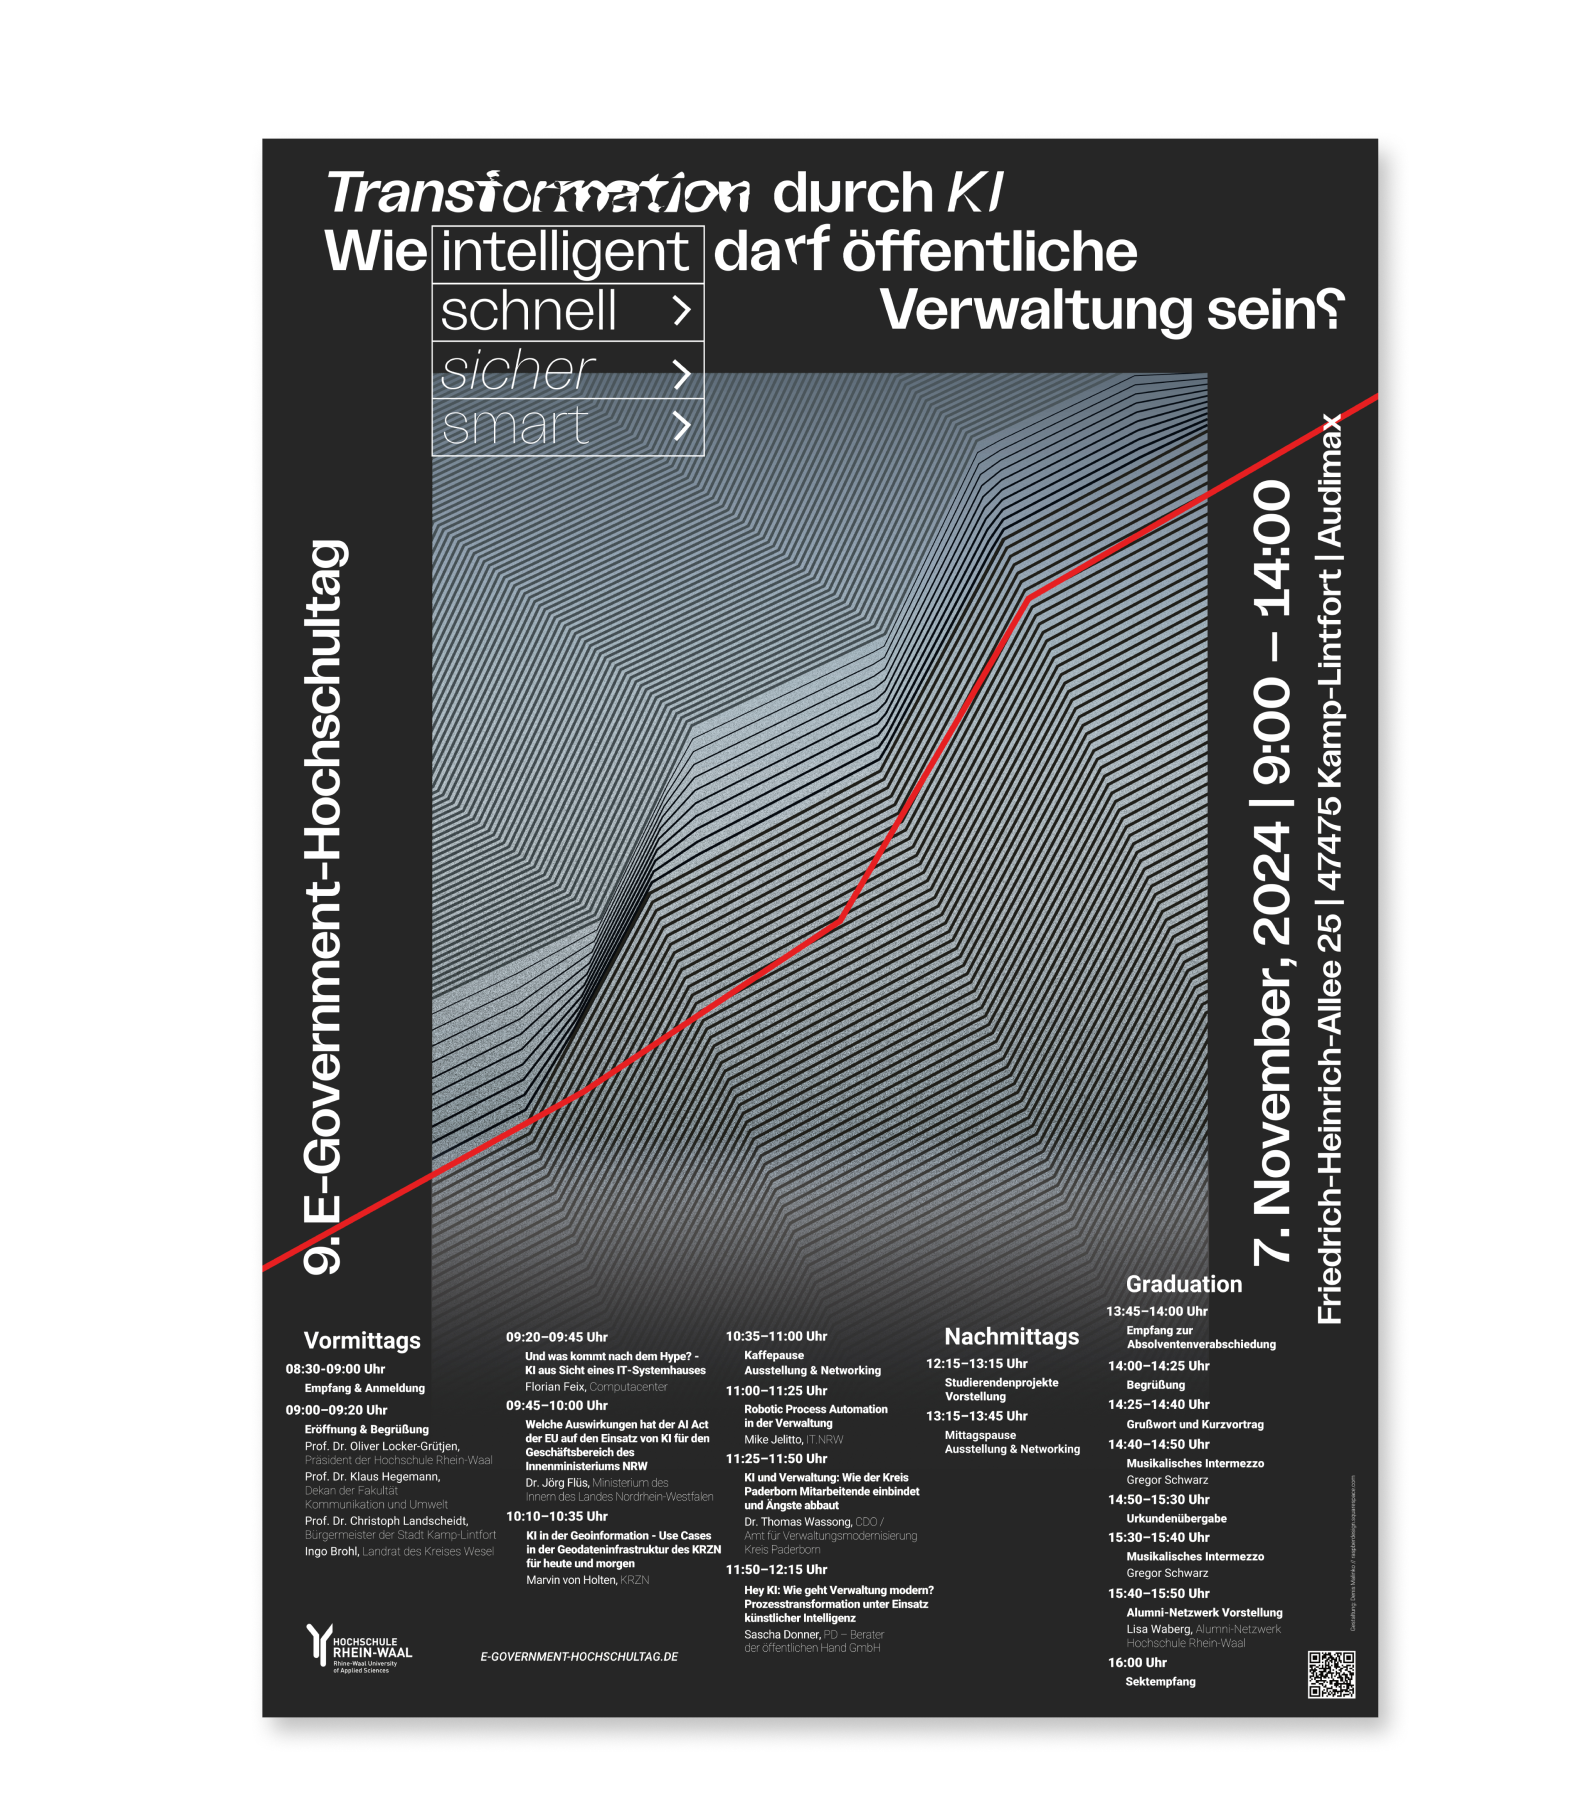 Transformation durch KI
Wie intelligent darf öffentliche
Verwaltung sein?
schnell
sicher
smart
9. E-Government-Hochschultag
7. November, 2024 | 9:00 – 14:00
Friedrich-Heinrich-Allee 25 | 47475 Kamp-Lintfort | Audimax
Vormittags
08:30-09:00 Uhr
Empfang & Anmeldung
09:00–09:20 Uhr
Eröffnung & Begrüßung
Prof. Dr. Oliver Locker-Grütjen,
Präsident der Hochschule Rhein-Waal
Prof. Dr. Klaus Hegemann,
Dekan der Fakultät
Kommunikation und Umwelt
Prof. Dr. Christoph Landscheidt,
Bürgermeister der Stadt Kamp-Lintfort
Ingo Brohl, Landrat des Kreises Wesel
09:20–09:45 Uhr
Und was kommt nach dem Hype? -
KI aus Sicht eines IT-Systemhauses
Florian Feix, Computacenter
09:45–10:00 Uhr
Welche Auswirkungen hat der AI Act
der EU auf den Einsatz von KI für den
Geschäftsbereich des
Innenministeriums NRW
Dr. Jörg Flüs, Ministerium des
Innern des Landes Nordrhein-Westfalen
10:10–10:35 Uhr
KI in der Geoinformation - Use Cases
in der Geodateninfrastruktur des KRZN
für heute und morgen
Marvin von Holten, KRZN
10:35–11:00 Uhr
Kaffepause
Ausstellung & Networking
11:00–11:25 Uhr
Robotic Process Automation
in der Verwaltung
Mike Jelitto, IT.NRW
11:25–11:50 Uhr
KI und Verwaltung: Wie der Kreis
Paderborn Mitarbeitende einbindet
und Ängste abbaut
Dr. Thomas Wassong, CDO /
Amt für Verwaltungsmodernisierung
Kreis Paderborn
11:50–12:15 Uhr
Hey KI: Wie geht Verwaltung modern?
Prozesstransformation unter Einsatz
künstlicher Intelligenz
Sascha Donner, PD – Berater
der öffentlichen Hand GmbH
Nachmittags
12:15–13:15 Uhr
Studierendenprojekte
Vorstellung
13:15–13:45 Uhr
Mittagspause
Ausstellung & Networking
Graduation
13:45–14:00 Uhr
Empfang zur
Absolventenverabschiedung
14:00–14:25 Uhr
Begrüßung
14:25–14:40 Uhr
Grußwort und Kurzvortrag
14:40–14:50 Uhr
Musikalisches Intermezzo
Gregor Schwarz
14:50–15:30 Uhr
Urkundenübergabe
15:30–15:40 Uhr
Musikalisches Intermezzo
Gregor Schwarz
15:40–15:50 Uhr
Alumni-Netzwerk Vorstellung
Lisa Waberg, Alumni-Netzwerk
Hochschule Rhein-Waal
16:00 Uhr
Sektempfang
HOCHSCHULE
RHEIN-WAAL
Rhine-Waal University
of Applied Sciences
E-GOVERNMENT-HOCHSCHULTAG.DE
Gestaltung: Denis